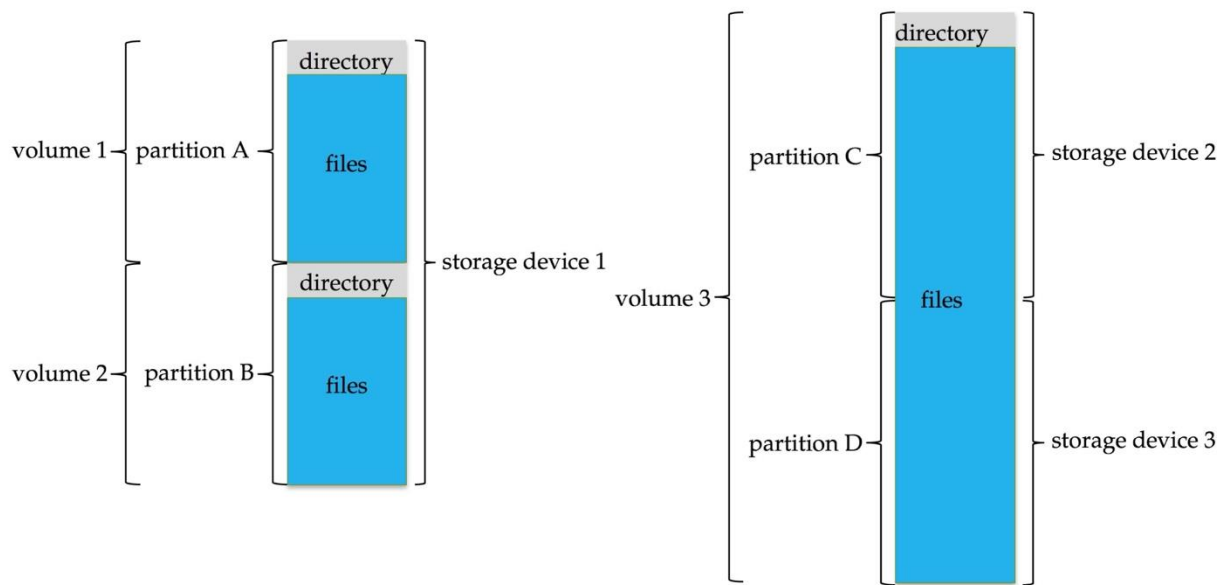 directory
volume 1
partition A
files
storage device 1
directory
volume 2
partition B
files
directory
partition C
storage device 2
volume 3
files
partition D
storage device 3